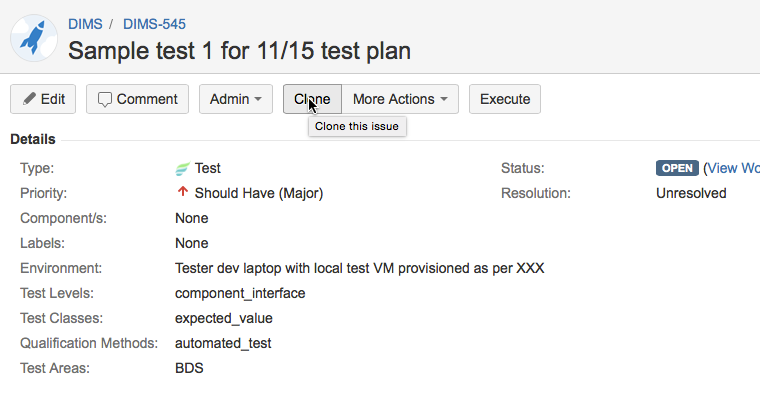 DIMS / DIMS-545
Sample test 1 for 11/15 test plan
Edit Comment Admin Clone More Actions Execute
Clone this issue
Details
Type: Test Status: OPEN (View Wo
Priority: Should Have (Major) Resolution: Unresolved
Component/s: None
Labels: None
Environment: Tester dev laptop with local test VM provisioned as per XXX
Test Levels: component_interface
Test Classes: expected_value
Qualification Methods: automated_test
Test Areas: BDS